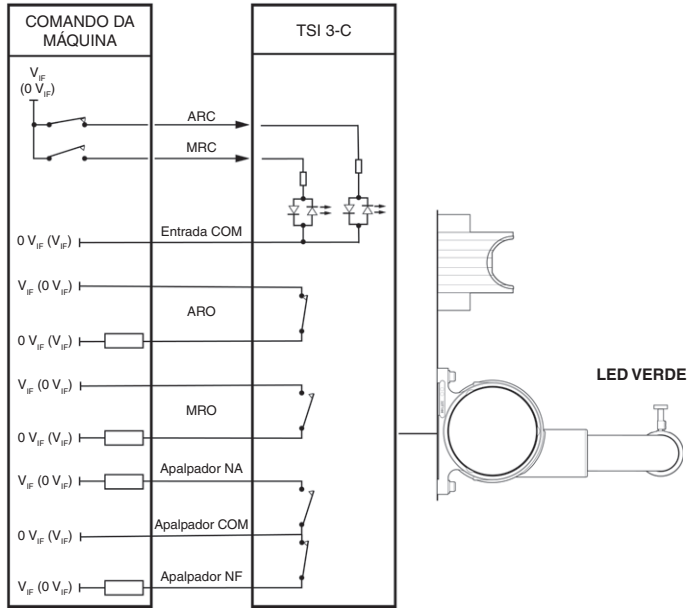 COMANDO DA
MÁQUINA
TSI 3-C
V_IF
(0 V_IF)
ARC
MRC
Entrada COM
0 V_IF (V_IF)
V_IF (0 V_IF)
ARO
0 V_IF (V_IF)
V_IF (0 V_IF)
MRO
0 V_IF (V_IF)
Apalpador NA
V_IF (0 V_IF)
Apalpador COM
0 V_IF (V_IF)
Apalpador NF
V_IF (0 V_IF)
LED VERDE